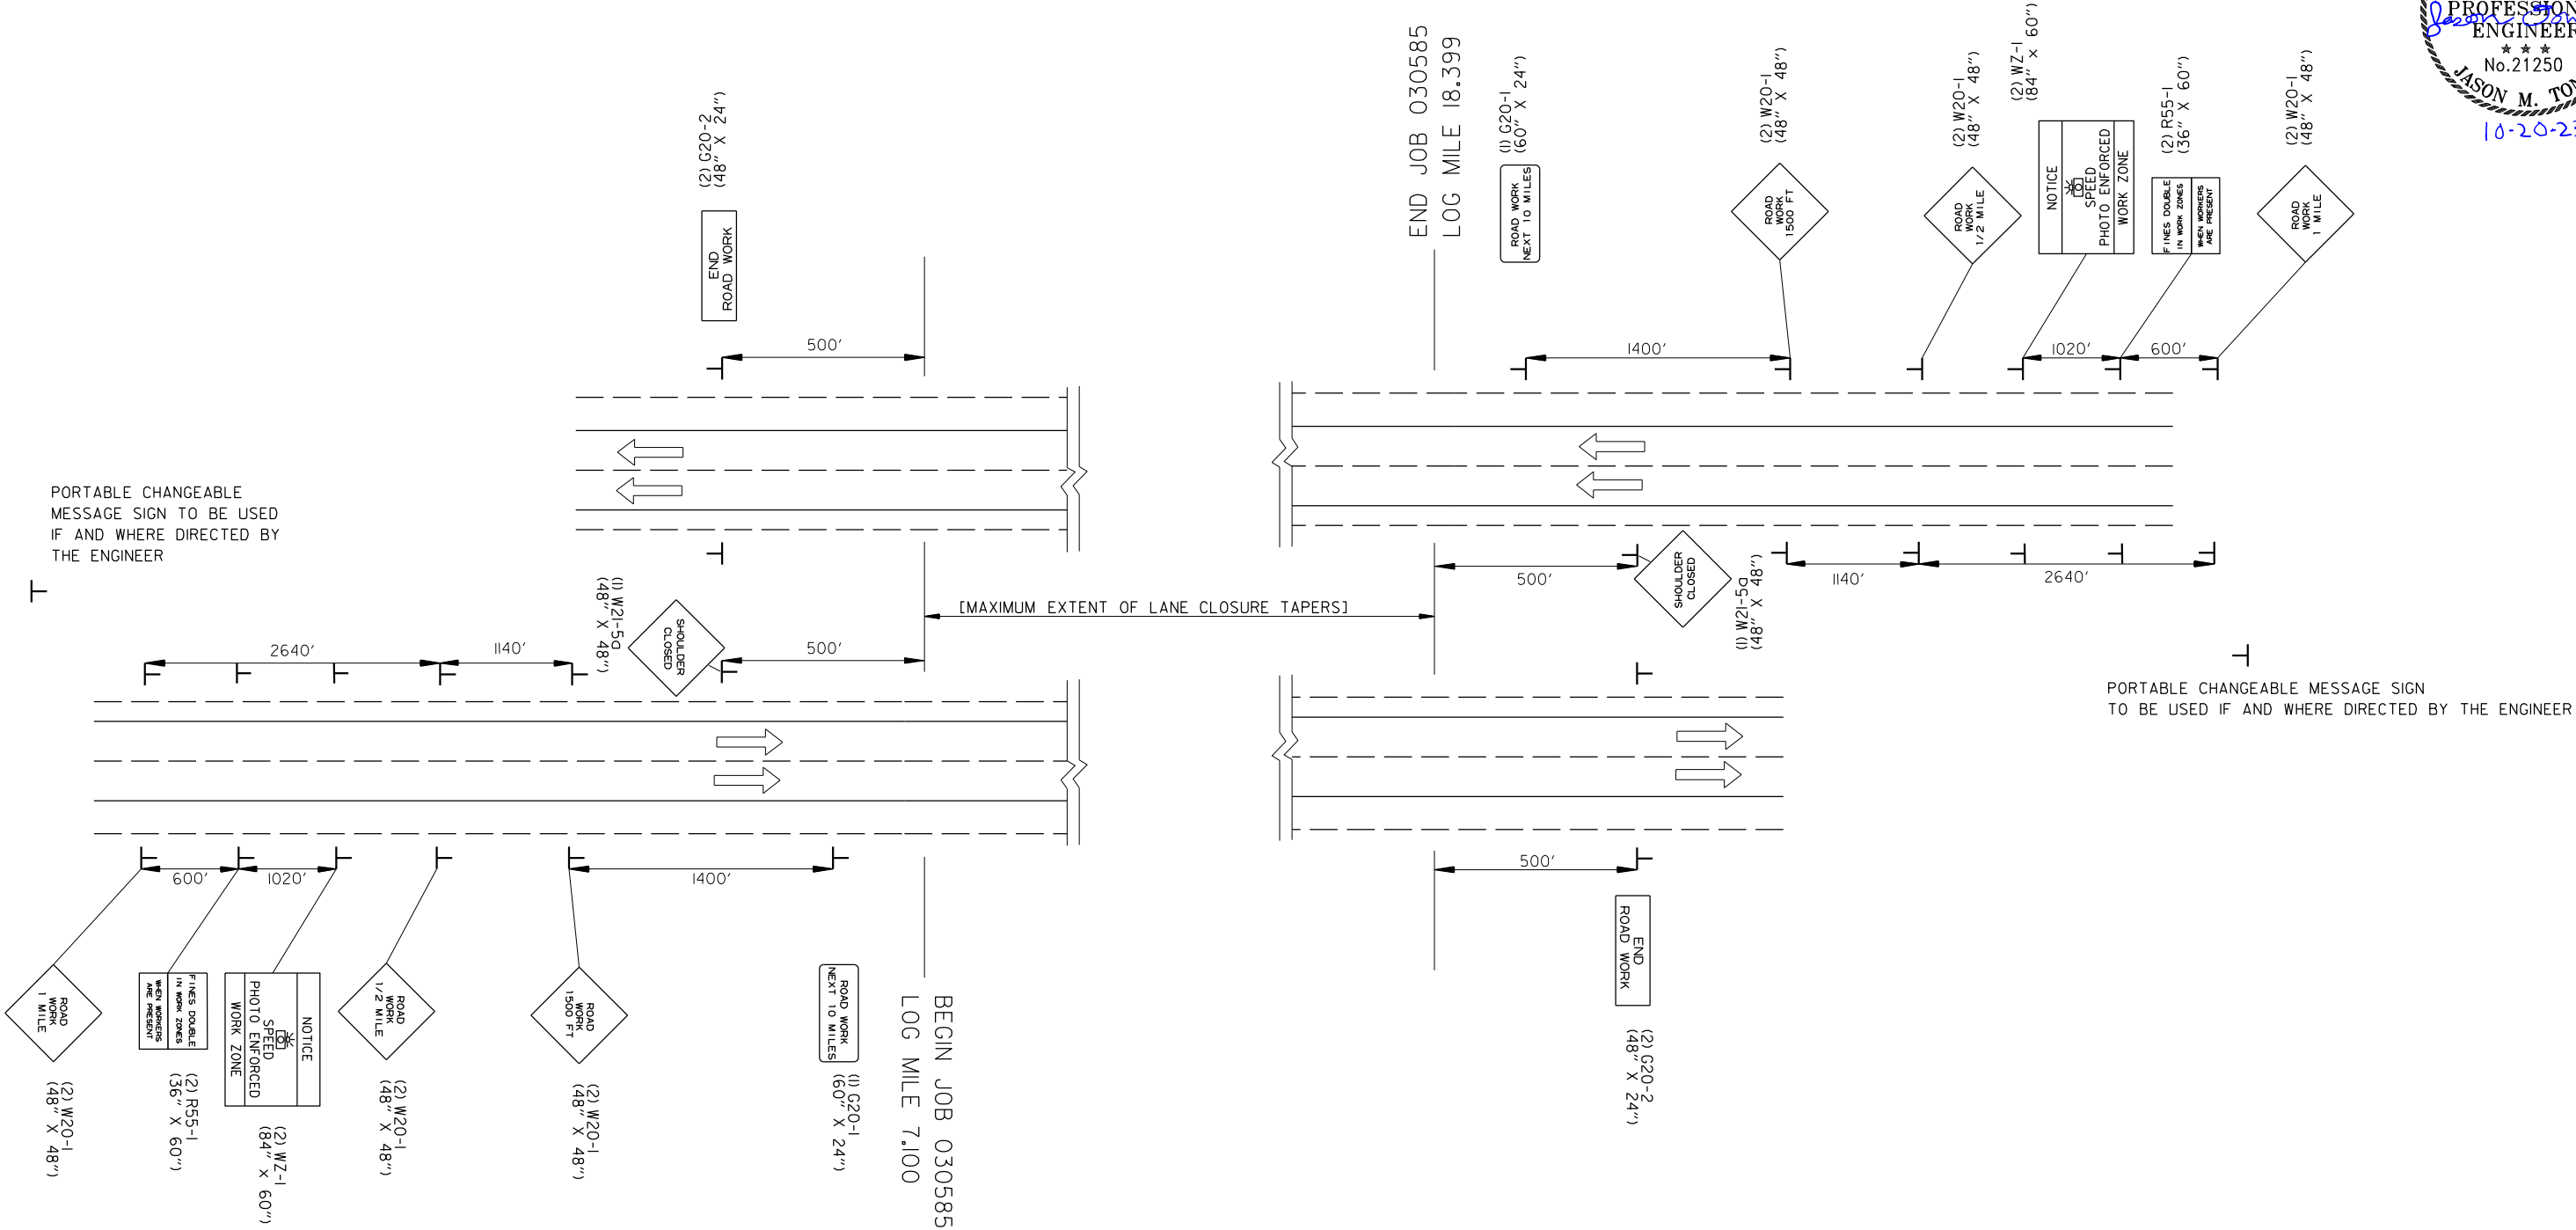 PROFESSION
ENGINEER
★ ★ ★
No.21250
JASON M. TO
10-20-2
(2) G20-2
(48" X 24")
END
ROAD WORK
500'
END JOB 030585
LOG MILE 18.399
(1) G20-1
(60" X 24")
ROAD WORK
NEXT 10 MILES
1400'
(2) W20-1
(48" X 48")
ROAD
WORK
1500 FT
(2) W20-1
(48" X 48")
ROAD
WORK
1/2 MILE
(2) WZ-1
(84" x 60")
NOTICE
SPEED
PHOTO ENFORCED
WORK ZONE
1020'
(2) R55-1
(36" X 60")
FINES DOUBLE
IN WORK ZONES
WHEN WORKERS
ARE PRESENT
600'
(2) W20-1
(48" X 48")
ROAD
WORK
1 MILE
PORTABLE CHANGEABLE
MESSAGE SIGN TO BE USED
IF AND WHERE DIRECTED BY
THE ENGINEER
2640'
1140'
(1) W21-5a
(48" X 48")
SHOULDER
CLOSED
500'
[MAXIMUM EXTENT OF LANE CLOSURE TAPERS]
500'
SHOULDER
CLOSED
(1) W21-5a
(48" X 48")
1140'
2640'
PORTABLE CHANGEABLE MESSAGE SIGN
TO BE USED IF AND WHERE DIRECTED BY THE ENGINEER
600'
1020'
1400'
500'
ROAD
WORK
1 MILE
(2) W20-1
(48" X 48")
FINES DOUBLE
IN WORK ZONES
WHEN WORKERS
ARE PRESENT
(2) R55-1
(36" X 60")
NOTICE
SPEED
PHOTO ENFORCED
WORK ZONE
(2) WZ-1
(84" x 60")
ROAD
WORK
1/2 MILE
(2) W20-1
(48" X 48")
ROAD
WORK
1500 FT
(2) W20-1
(48" X 48")
ROAD WORK
NEXT 10 MILES
(1) G20-1
(60" X 24")
BEGIN JOB 030585
LOG MILE 7.100
END
ROAD WORK
(2) G20-2
(48" X 24")